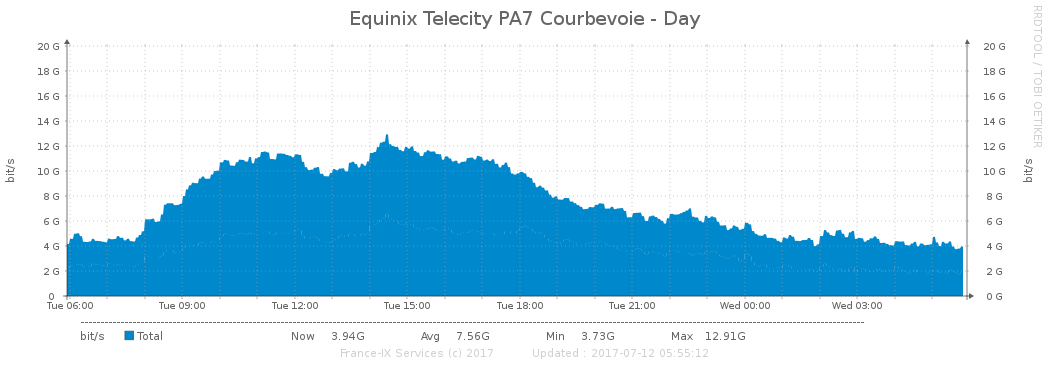 Equinix Telecity PA7 Courbevoie - Day
RRDTOOL / TOBI OETIKER
20 G 20 G
18 G 18 G
16 G 16 G
14 G 14 G
12 G 12 G
10 G 10 G
8 G 8 G
6 G 6 G
4 G 4 G
2 G 2 G
0 0 G
bit/s bit/s
Tue 06:00 Tue 09:00 Tue 12:00 Tue 15:00 Tue 18:00 Tue 21:00 Wed 00:00 Wed 03:00
bit/s Total Now 3.94G Avg 7.56G Min 3.73G Max 12.91G
France-IX Services (c) 2017 Updated : 2017-07-12 05:55:12